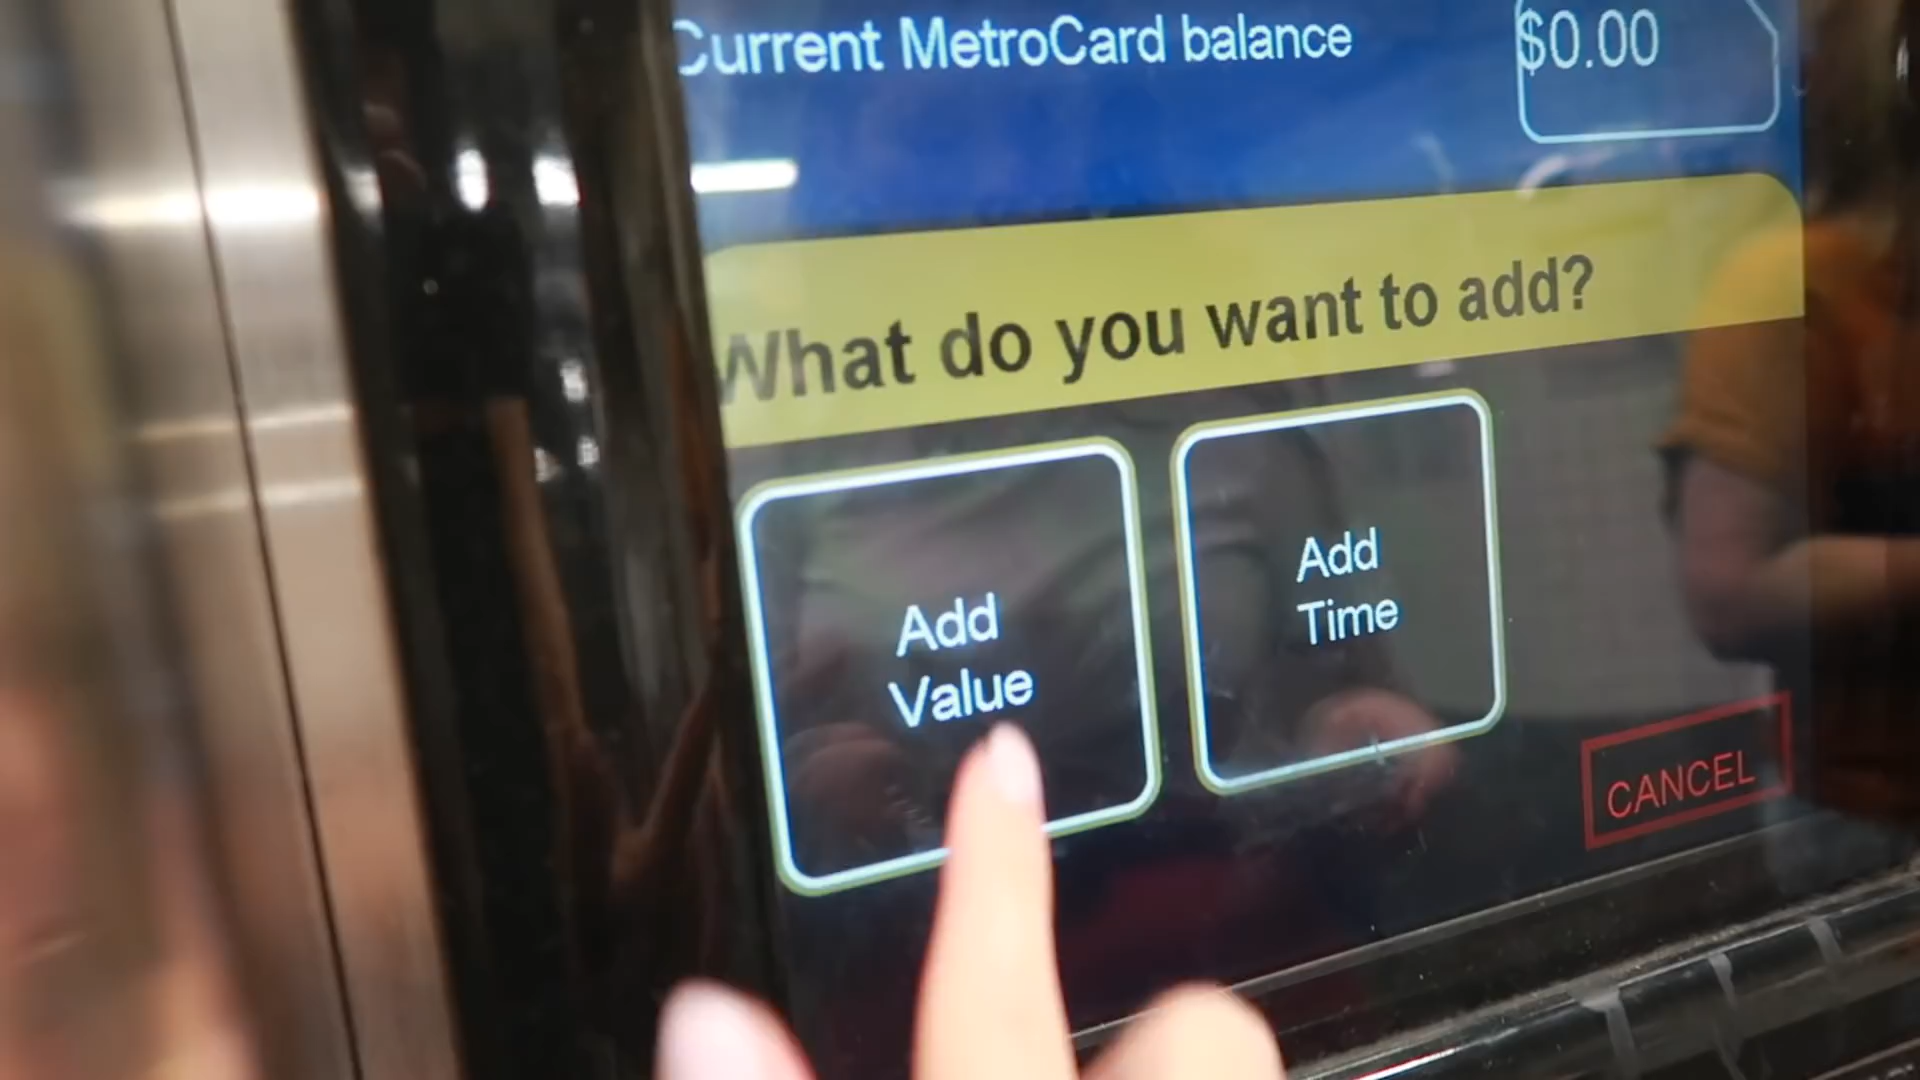 Current MetroCard balance $0.00
What do you want to add?
Add
Value
Add
Time
CANCEL